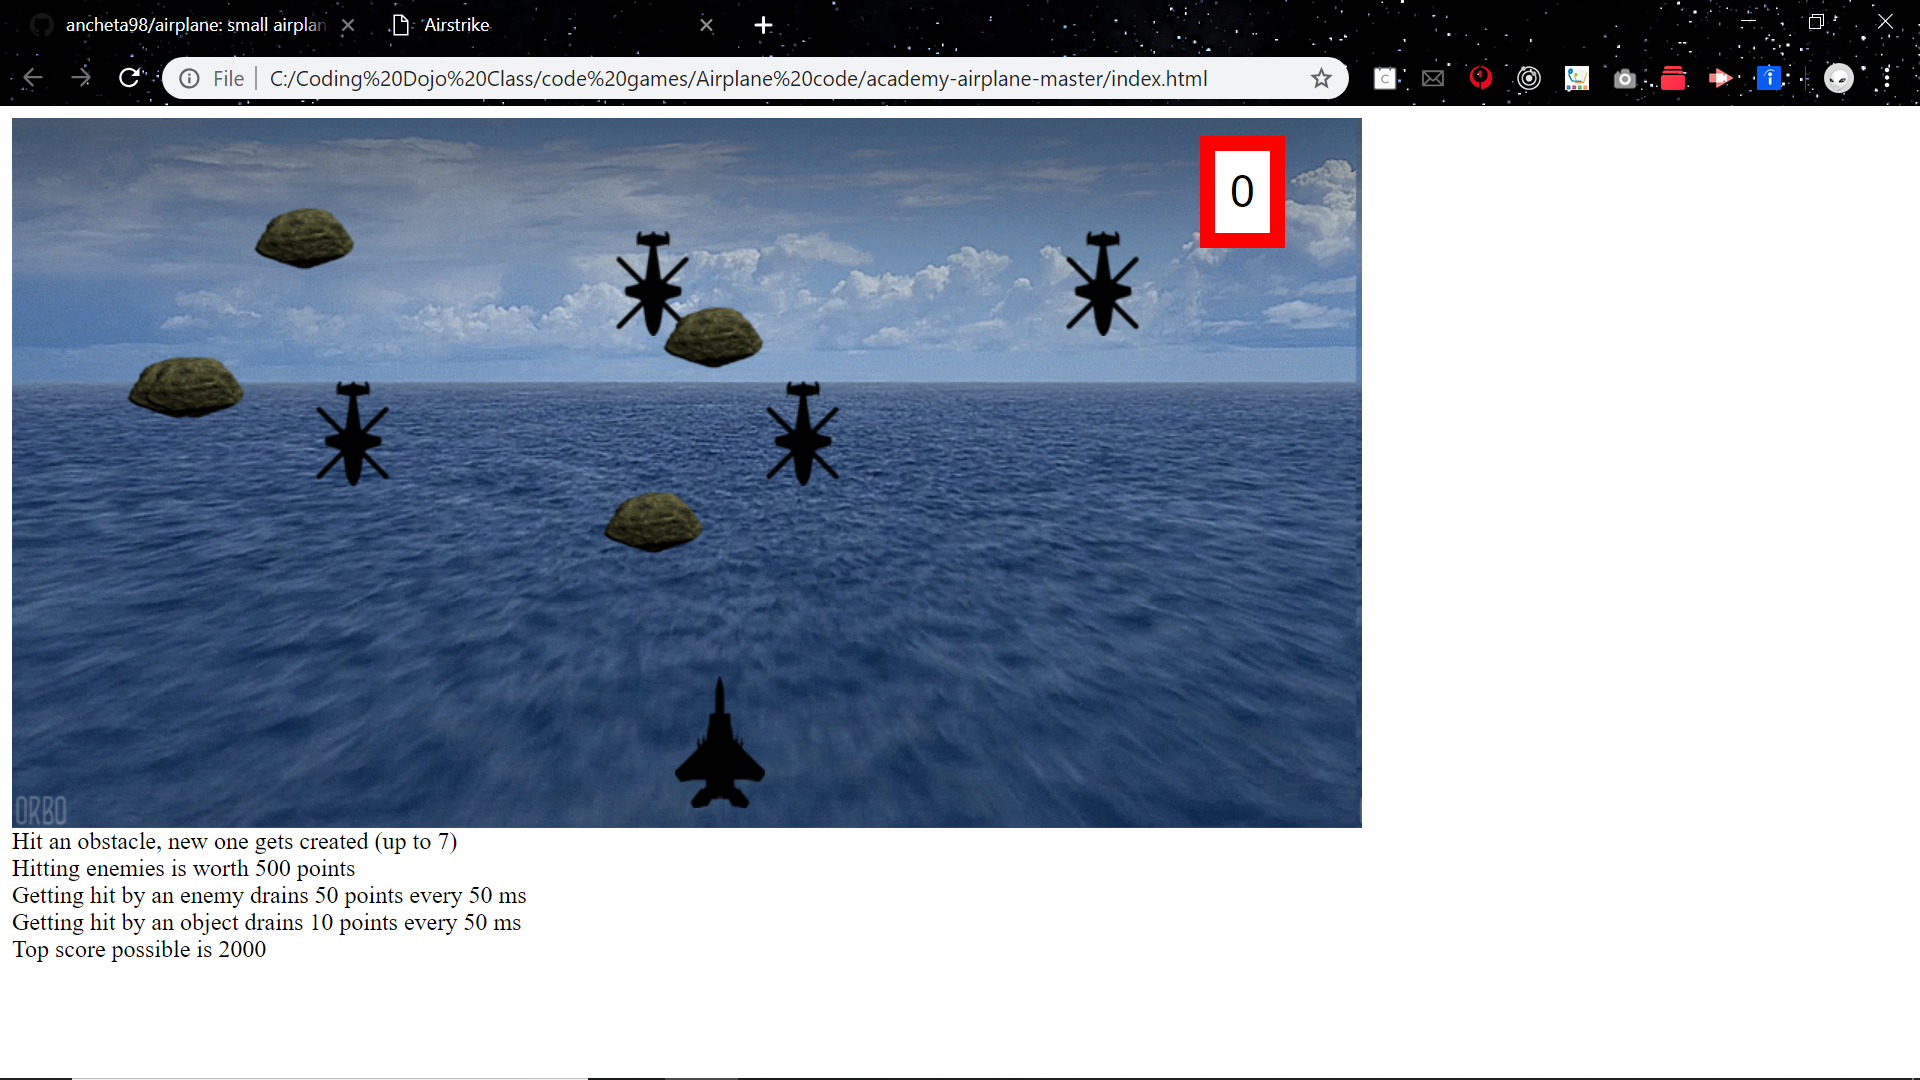 ancheta98/airplane: small airplan
Airstrike
File
C:/Coding%20Dojo%20Class/code%20games/Airplane%20code/academy-airplane-master/index.html
C
0
ORBO
Hit an obstacle, new one gets created (up to 7)
Hitting enemies is worth 500 points
Getting hit by an enemy drains 50 points every 50 ms
Getting hit by an object drains 10 points every 50 ms
Top score possible is 2000